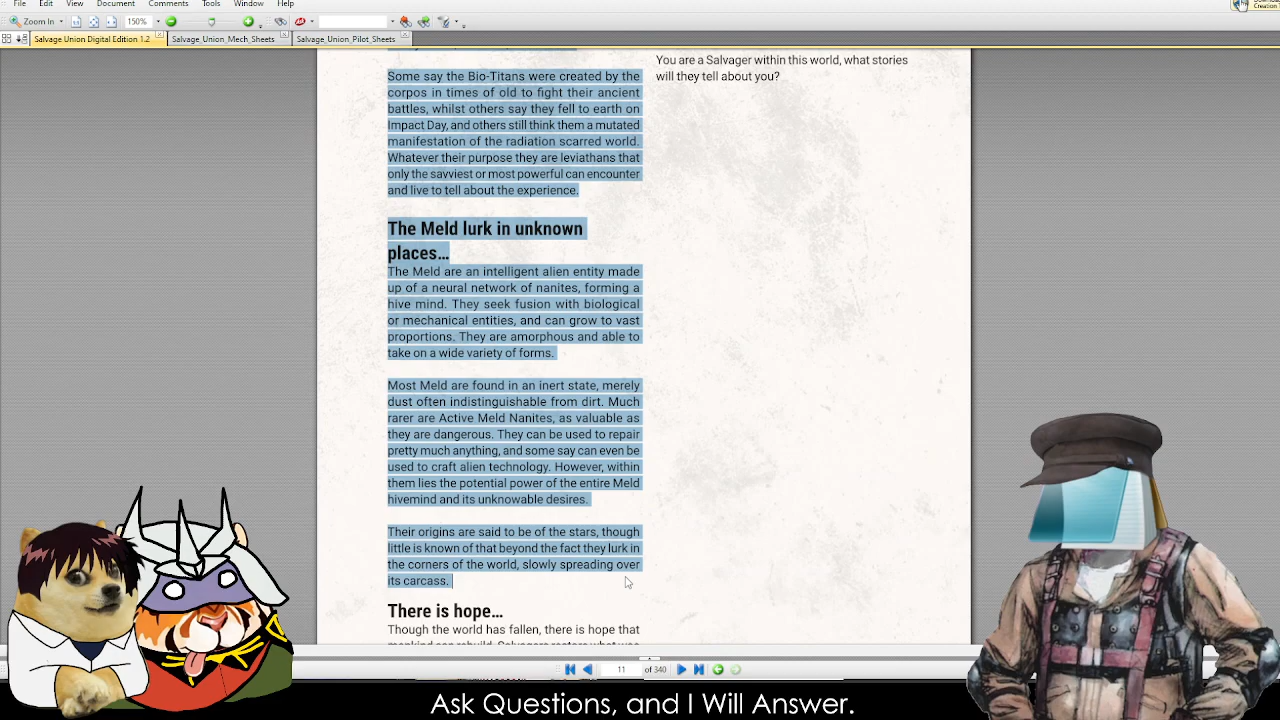 Edit
View
Document
Comments
Tools
Window
Help
Zoom In
150%
Creation
Salvage Union Digital Edition 1.2
Salvage_Union_Mech_Sheets
Salvage_Union_Pilot_Sheets
Some say the Bio-Titans were created by the
corpos in times of old to fight their ancient
battles, whilst others say they fell to earth on
Impact Day, and others still think them a mutated
manifestation of the radiation scarred world.
Whatever their purpose they are leviathans that
only the savviest or most powerful can encounter
and live to tell about the experience.
The Meld lurk in unknown
places…
The Meld are an intelligent alien entity made
up of a neural network of nanites, forming a
hive mind. They seek fusion with biological
or mechanical entities, and can grow to vast
proportions. They are amorphous and able to
take on a wide variety of forms.
Most Meld are found in an inert state, merely
dust often indistinguishable from dirt. Much
rarer are Active Meld Nanites, as valuable as
they are dangerous. They can be used to repair
pretty much anything, and some say can even be
used to craft alien technology. However, within
them lies the potential power of the entire Meld
hivemind and its unknowable desires.
Their origins are said to be of the stars, though
little is known of that beyond the fact they lurk in
the corners of the world, slowly spreading over
its carcass.
There is hope…
Though the world has fallen, there is hope that
You are a Salvager within this world, what stories
will they tell about you?
11
of 340
Ask Questions, and I Will Answer.